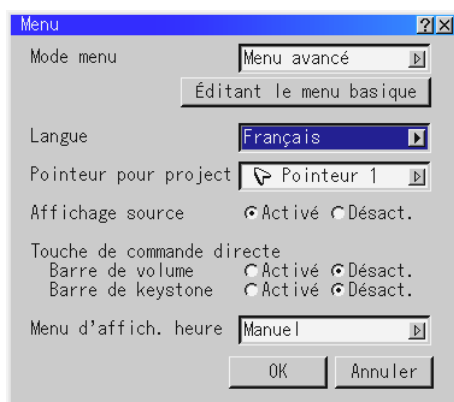 Menu
Mode menu Menu avancé
Éditant le menu basique
Langue Français
Pointeur pour project Pointeur 1
Affichage source Activé Désact.
Touche de commande directe
Barre de volume Activé Désact.
Barre de keystone Activé Désact.
Menu d'affich. heure Manuel
OK Annuler